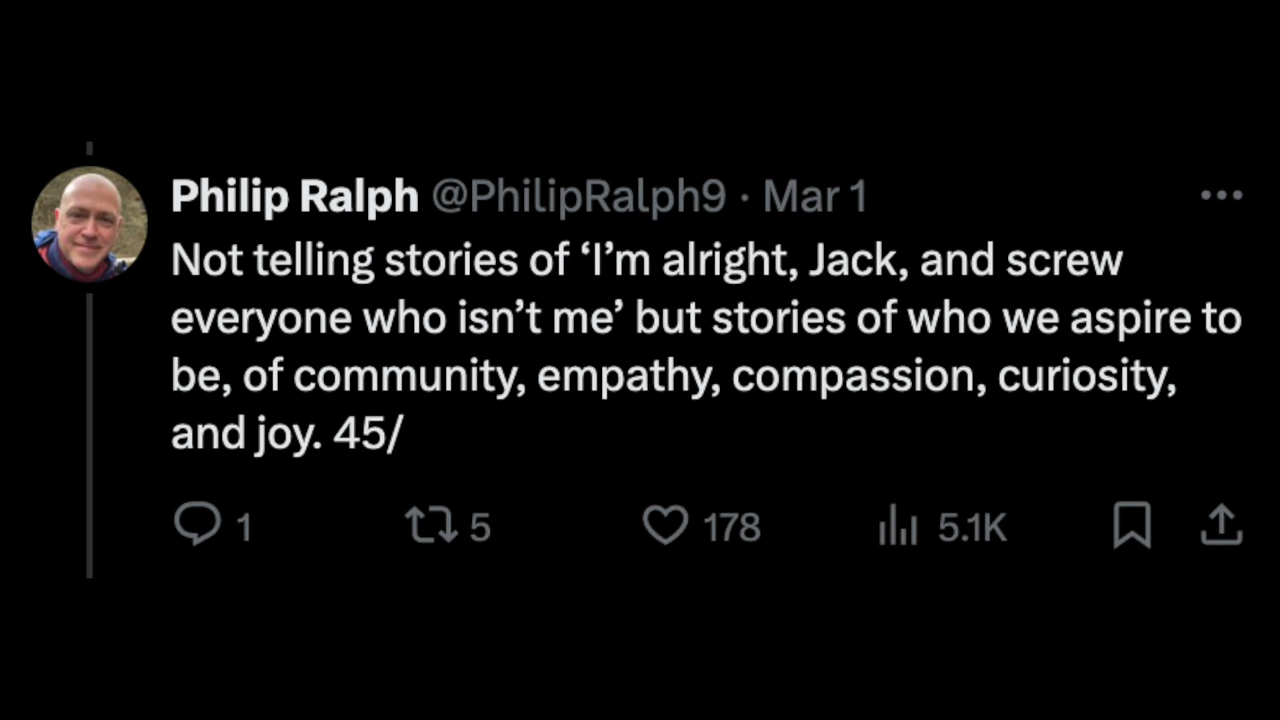 Philip Ralph @PhilipRalph9 · Mar 1
Not telling stories of ‘I’m alright, Jack, and screw
everyone who isn’t me’ but stories of who we aspire to
be, of community, empathy, compassion, curiosity,
and joy. 45/
1 5 178 5.1K